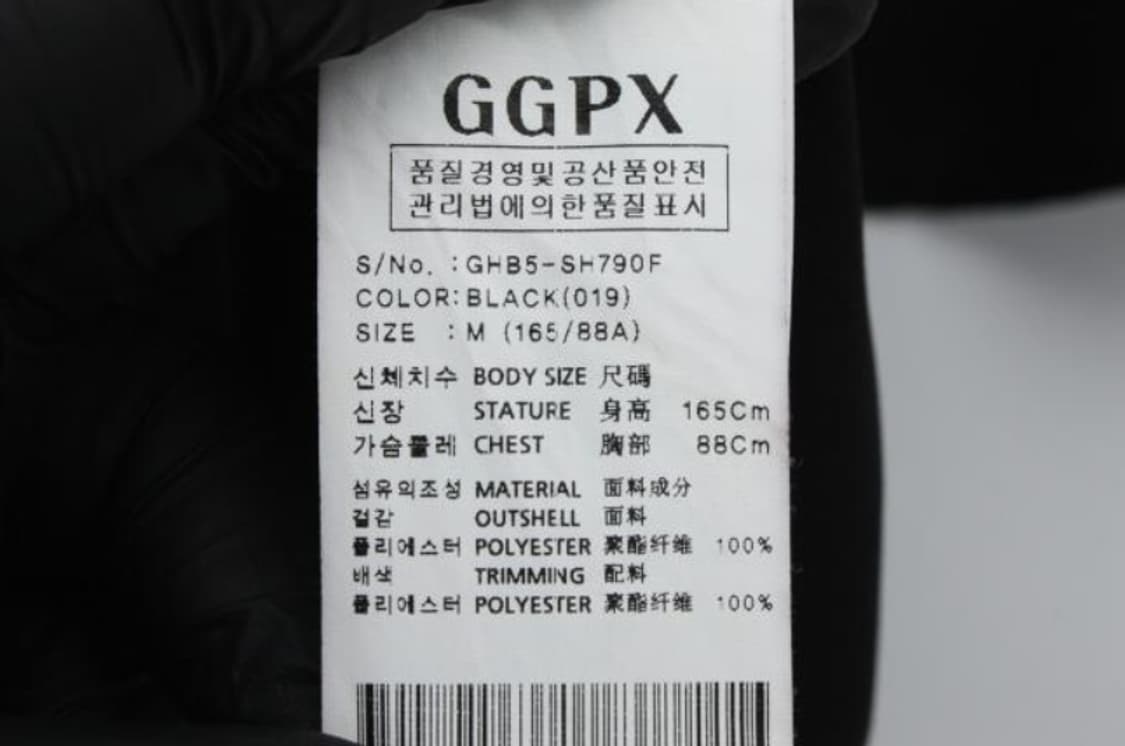 GGPX
품질경영및공산품안전
관리법에의한품질표시
S/No. :GHB5-SH790F
COLOR:BLACK(019)
SIZE :M (165/88A)
신체치수 BODY SIZE 尺碼
신장 STATURE 身高 165Cm
가슴둘레 CHEST 胸部 88Cm
섬유의조성 MATERIAL 面料成分
겉감 OUTSHELL 面料
폴리에스터 POLYESTER 聚酯纤维 100%
배색 TRIMMING 配料
폴리에스터 POLYESTER 聚酯纤维 100%